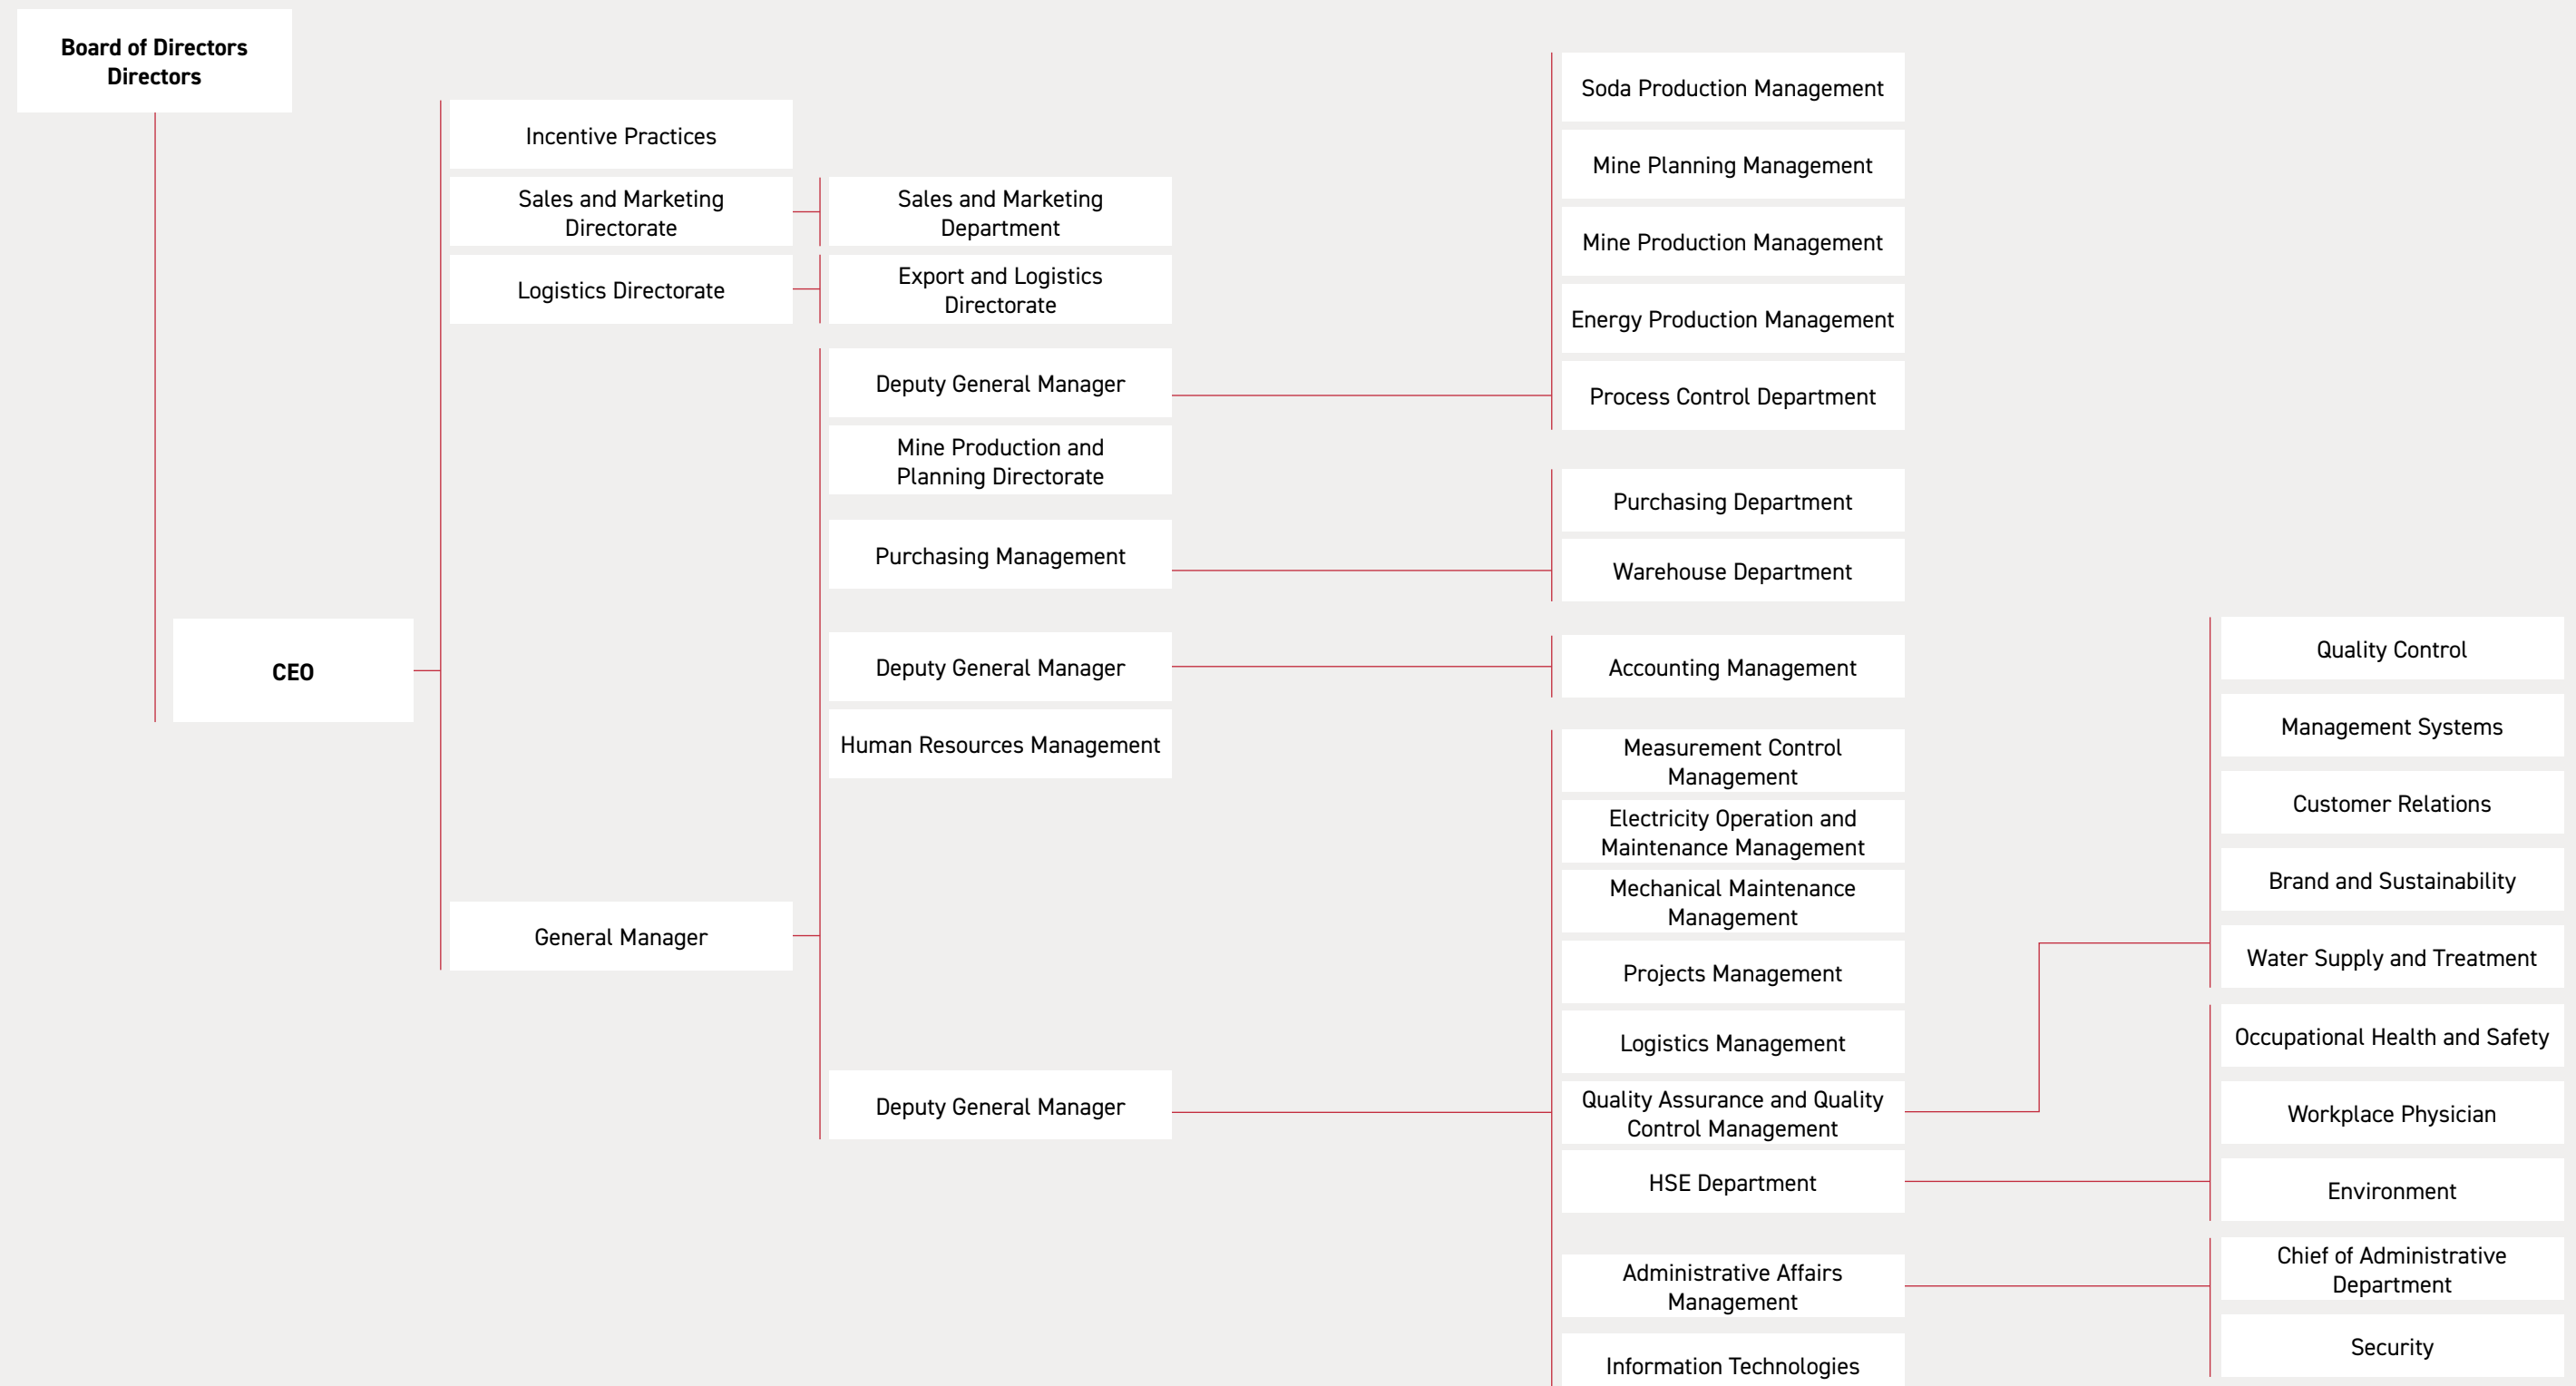 Board of Directors
Directors
CEO
Incentive Practices
Sales and Marketing
Directorate
Logistics Directorate
General Manager
Sales and Marketing
Department
Export and Logistics
Directorate
Deputy General Manager
Mine Production and
Planning Directorate
Purchasing Management
Deputy General Manager
Human Resources Management
Deputy General Manager
Soda Production Management
Mine Planning Management
Mine Production Management
Energy Production Management
Process Control Department
Purchasing Department
Warehouse Department
Accounting Management
Measurement Control
Management
Electricity Operation and
Maintenance Management
Mechanical Maintenance
Management
Projects Management
Logistics Management
Quality Assurance and Quality
Control Management
HSE Department
Administrative Affairs
Management
Information Technologies
Quality Control
Management Systems
Customer Relations
Brand and Sustainability
Water Supply and Treatment
Occupational Health and Safety
Workplace Physician
Environment
Chief of Administrative
Department
Security